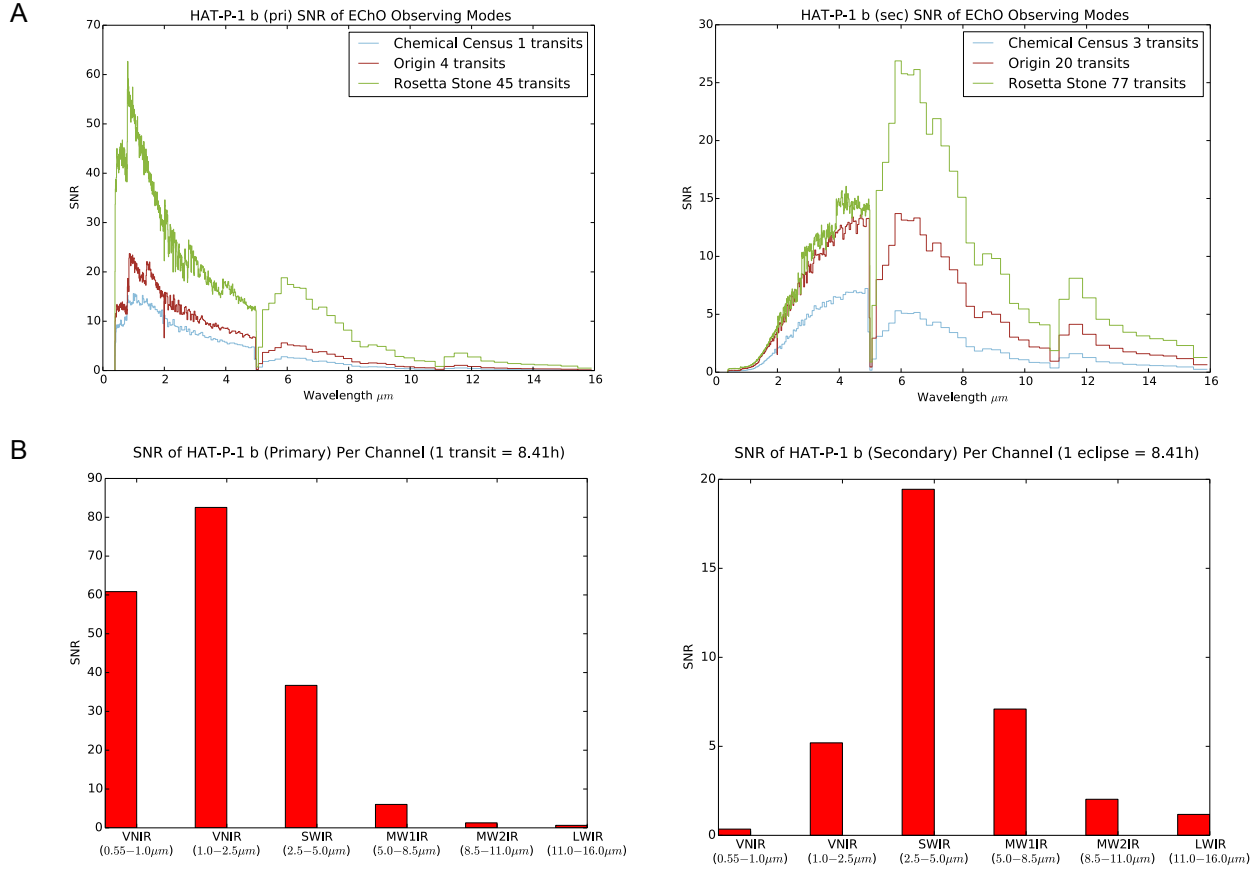 A
HAT-P-1 b (pri) SNR of EChO Observing Modes
70
60
50
40
30
20
10
0
SNR
Chemical Census 1 transits
Origin 4 transits
Rosetta Stone 45 transits
0 2 4 6 8 10 12 14 16
Wavelength μm
HAT-P-1 b (sec) SNR of EChO Observing Modes
30
25
20
15
10
5
0
SNR
Chemical Census 3 transits
Origin 20 transits
Rosetta Stone 77 transits
0 2 4 6 8 10 12 14 16
Wavelength μm
B
SNR of HAT-P-1 b (Primary) Per Channel (1 transit = 8.41h)
90
80
70
60
50
40
30
20
10
0
SNR
VNIR VNIR SWIR MW1IR MW2IR LWIR
(0.55−1.0μm) (1.0−2.5μm) (2.5−5.0μm) (5.0−8.5μm) (8.5−11.0μm) (11.0−16.0μm)
SNR of HAT-P-1 b (Secondary) Per Channel (1 eclipse = 8.41h)
20
15
10
5
0
SNR
VNIR VNIR SWIR MW1IR MW2IR LWIR
(0.55−1.0μm) (1.0−2.5μm) (2.5−5.0μm) (5.0−8.5μm) (8.5−11.0μm) (11.0−16.0μm)